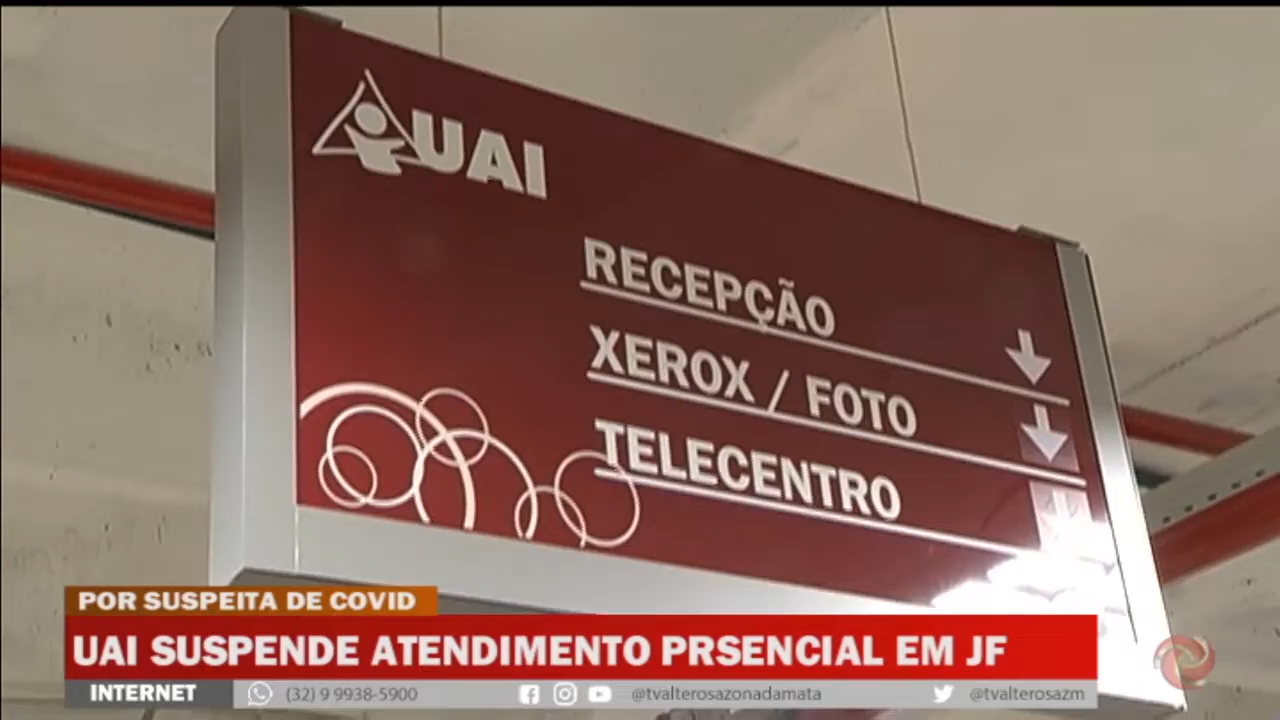 UAI
RECEPÇÃO
XEROX / FOTO
TELECENTRO
POR SUSPEITA DE COVID
UAI SUSPENDE ATENDIMENTO PRSENCIAL EM JF
INTERNET (32) 9 9938-5900 @tvalterosazonadamata @tvalterosazm